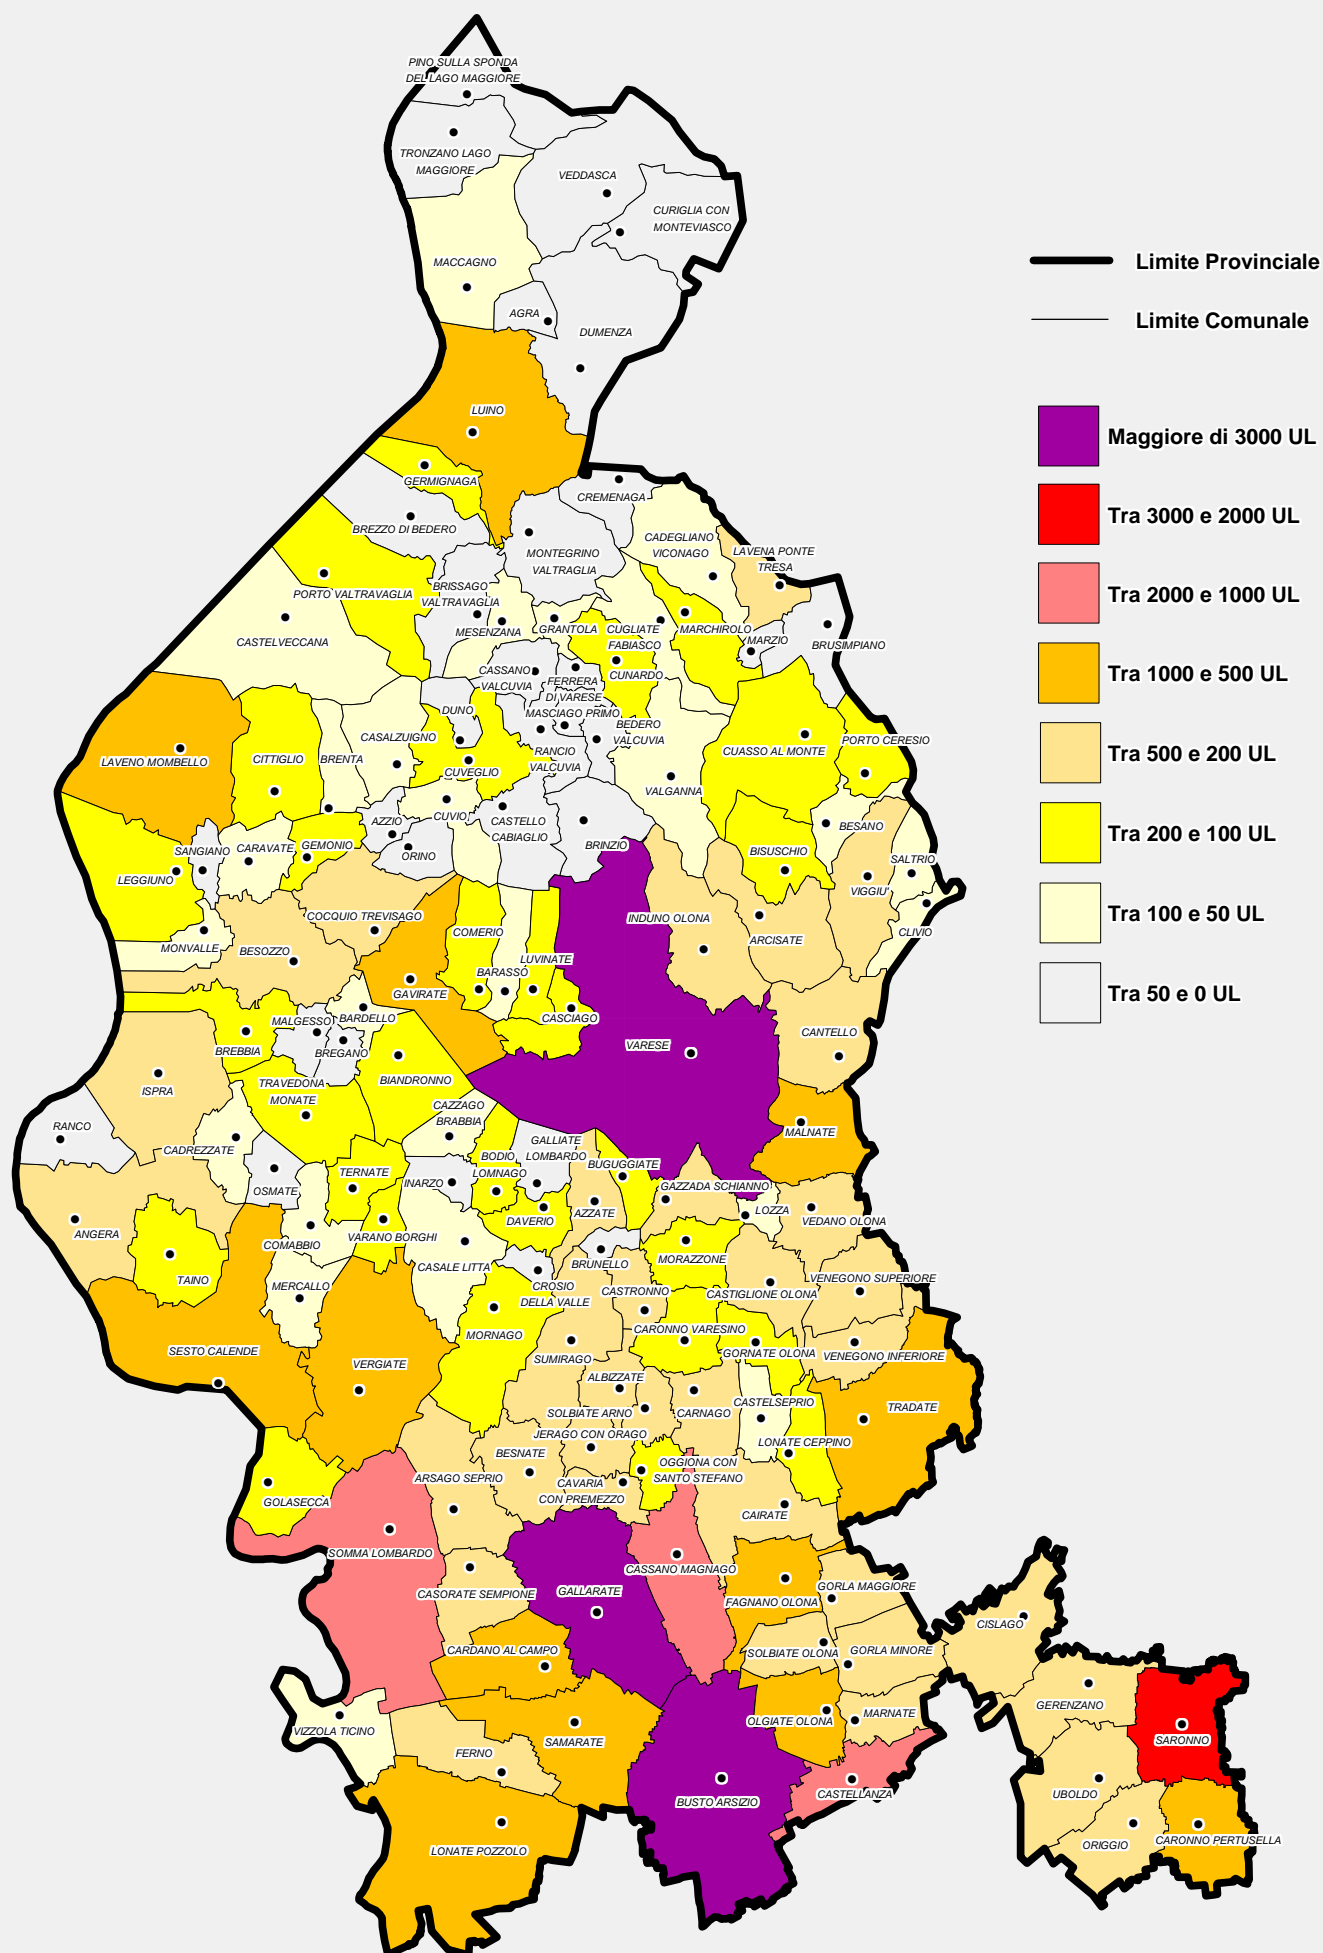 PINO SULLA SPONDA
DEL LAGO MAGGIORE
TRONZANO LAGO
MAGGIORE
VEDDASCA
CURIGLIA CON
MONTEVIASCO
MACCAGNO
AGRA
DUMENZA
Limite Provinciale
Limite Comunale
LUINO
GERMIGNAGA
CREMENAGA
BREZZO DI BEDERO
MONTEGRINO
VALTRAGLIA
CADEGLIANO
VICONAGO
LAVENA PONTE
TRESA
PORTO VALTRAVAGLIA
BRISSAGO
VALTRAVAGLIA
MESENZANA
GRANTOLA
CUGLIATE
FABIASCO
MARCHIROLO
MARZIO
BRUSIMPIANO
CASTELVECCANA
CASSANO
VALCUVIA
FERRERA
DI VARESE
CUNARDO
MASCIAGO PRIMO
DUNO
RANCIO
VALCUVIA
BEDERO
VALCUVIA
CUASSO AL MONTE
PORTO CERESIO
LAVENO MOMBELLO
CITTIGLIO
BRENTA
CASALZUIGNO
CUVEGLIO
VALGANNA
AZZIO
CUVIO
CASTELLO
CABIAGLIO
BRINZIO
BESANO
SANGIANO
CARAVATE
GEMONIO
ORINO
BISUSCHIO
SALTRIO
LEGGIUNO
VIGGIU'
COCQUIO TREVISAGO
INDUNO OLONA
ARCISATE
CLIVIO
MONVALLE
BESOZZO
COMERIO
LUVINATE
BARASSO
GAVIRATE
MALGESSO
BARDELLO
CASCIAGO
CANTELLO
BREBBIA
BREGANO
VARESE
ISPRA
TRAVEDONA
MONATE
BIANDRONNO
CAZZAGO
BRABBIA
RANCO
CADREZZATE
MALNATE
GALLIATE
LOMBARDO
BODIO
LOMNAGO
BUGUGGIATE
OSMATE
TERNATE
INARZO
GAZZADA SCHIANNO
LOZZA
ANGERA
COMABBIO
VARANO BORGHI
DAVERIO
AZZATE
VEDANO OLONA
TAINO
MERCALLO
CASALE LITTA
CROSIO
DELLA VALLE
BRUNELLO
MORAZZONE
CASTRONNO
CASTIGLIONE OLONA
VENEGONO SUPERIORE
SESTO CALENDE
VERGIATE
MORNAGO
SUMIRAGO
CARONNO VARESINO
GORNATE OLONA
VENEGONO INFERIORE
ALBIZZATE
SOLBIATE ARNO
CARNAGO
CASTELSEPRIO
TRADATE
LONATE CEPPINO
JERAGO CON ORAGO
BESNATE
OGGIONA CON
SANTO STEFANO
GOLASECCA
ARSAGO SEPRIO
CAVARIA
CON PREMEZZO
CAIRATE
SOMMA LOMBARDO
CASORATE SEMPIONE
GALLARATE
CASSANO MAGNAGO
FAGNANO OLONA
GORLA MAGGIORE
CARDANO AL CAMPO
SOLBIATE OLONA
GORLA MINORE
CISLAGO
VIZZOLA TICINO
FERNO
SAMARATE
OLGIATE OLONA
MARNATE
GERENZANO
SARONNO
BUSTO ARSIZIO
CASTELLANZA
UBOLDO
LONATE POZZOLO
ORIGGIO
CARONNO PERTUSELLA
Maggiore di 3000 UL
Tra 3000 e 2000 UL
Tra 2000 e 1000 UL
Tra 1000 e 500 UL
Tra 500 e 200 UL
Tra 200 e 100 UL
Tra 100 e 50 UL
Tra 50 e 0 UL